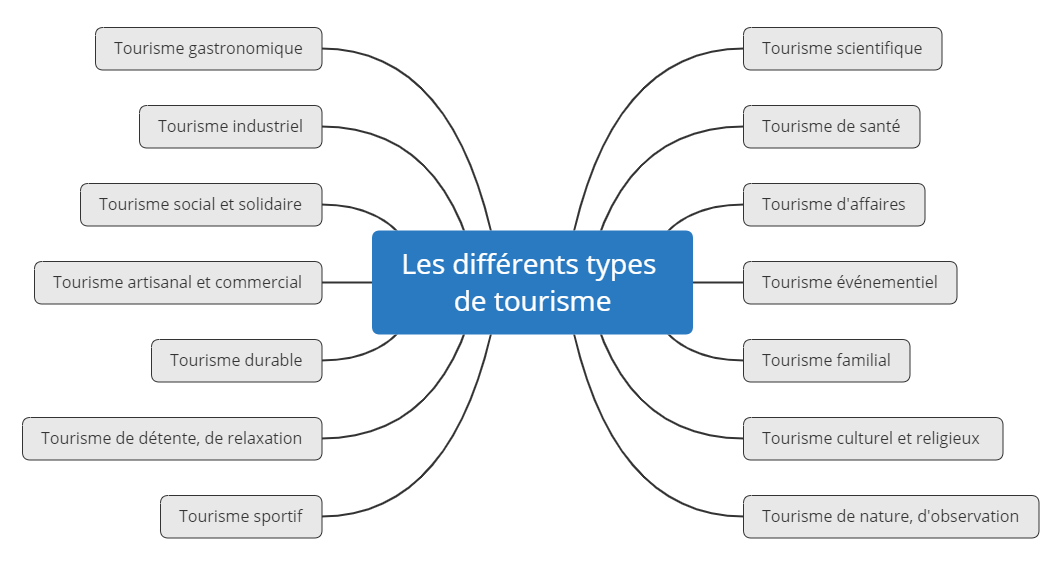 Tourisme gastronomique
Tourisme scientifique
Tourisme industriel
Tourisme de santé
Tourisme social et solidaire
Tourisme d'affaires
Les différents types
de tourisme
Tourisme artisanal et commercial
Tourisme événementiel
Tourisme durable
Tourisme familial
Tourisme de détente, de relaxation
Tourisme culturel et religieux
Tourisme sportif
Tourisme de nature, d'observation